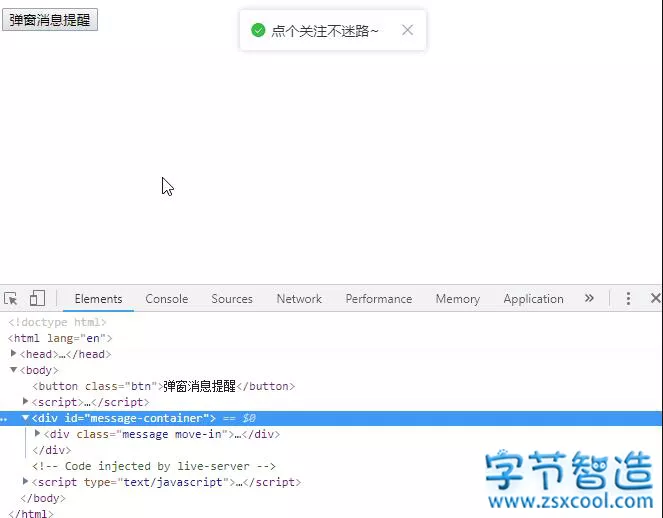 弹窗消息提醒
点个关注不迷路~
Elements Console Sources Network Performance Memory Application »
<!doctype html>
<html lang="en">
<head>…</head>
<body>
<button class="btn">弹窗消息提醒</button>
<script>…</script>
<div id="message-container"> == $0
<div class="message move-in">…</div>
</div>
<!-- Code injected by live-server -->
<script type="text/javascript">…</script>
</body>
</html>
字节智造
www.zsxcool.com